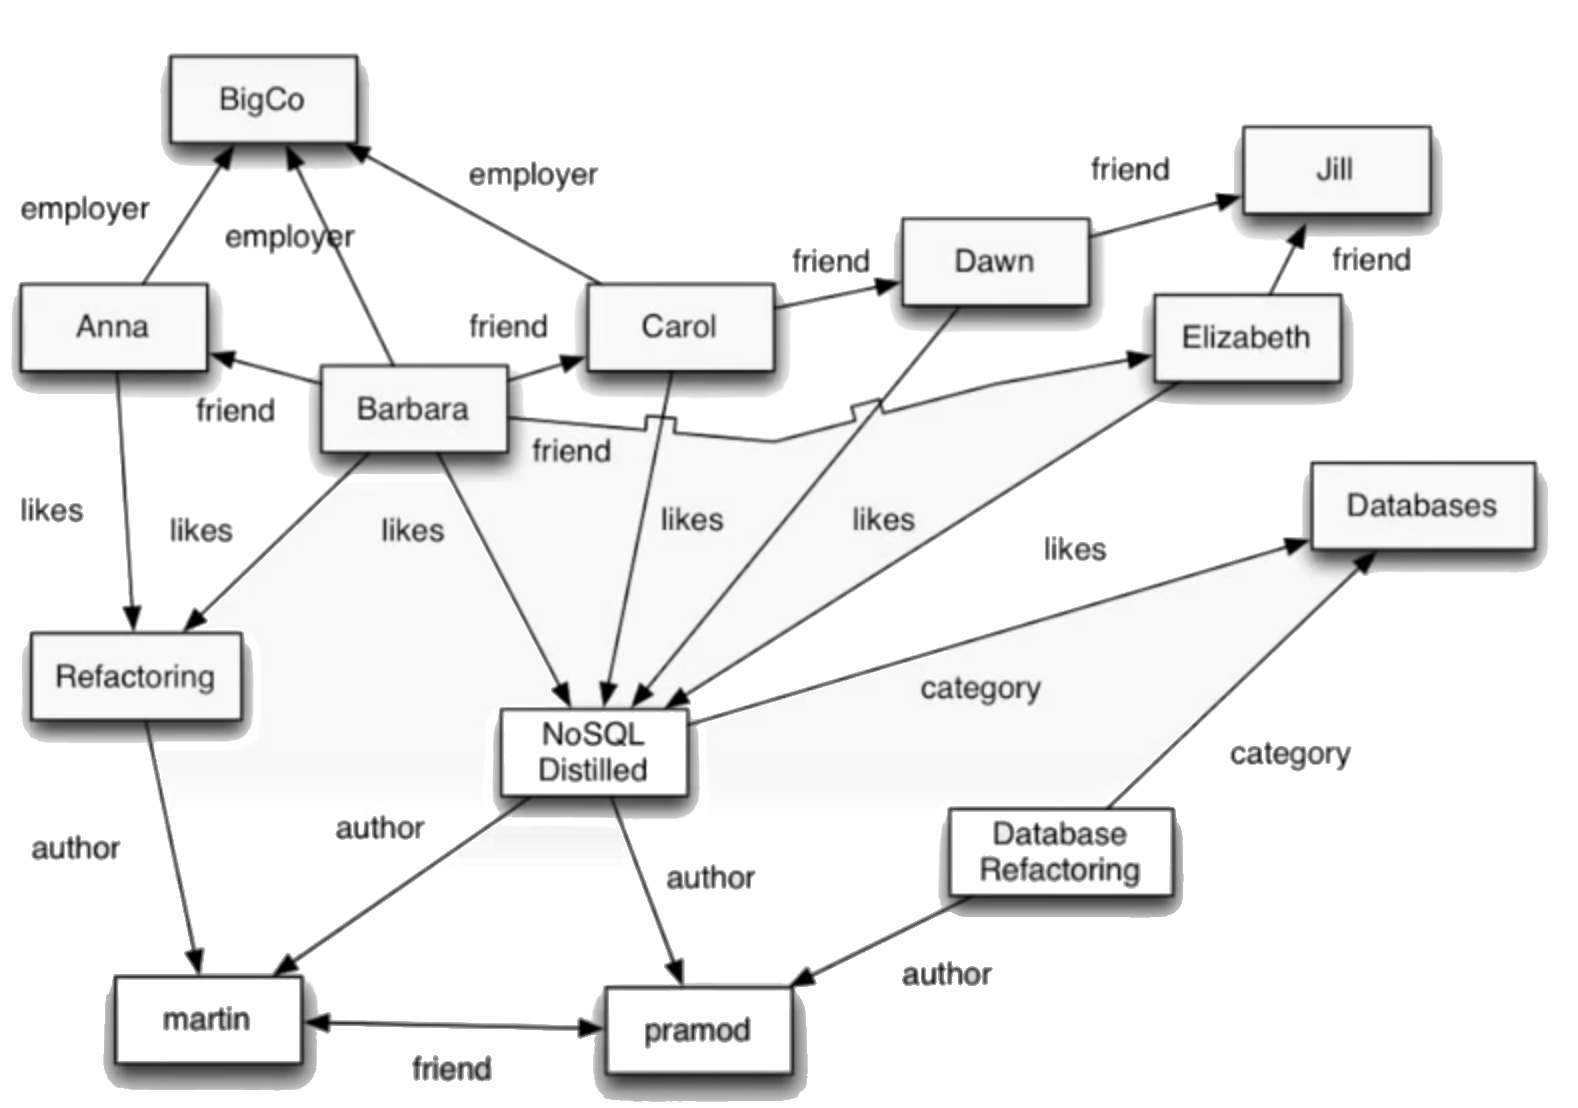 BigCo
employer
employer
employer
friend
Jill
friend
Dawn
friend
Anna
friend
Carol
Elizabeth
friend
Barbara
friend
likes
likes
likes
likes
likes
likes
Databases
Refactoring
NoSQL
Distilled
category
category
author
author
author
Database
Refactoring
author
martin
pramod
friend